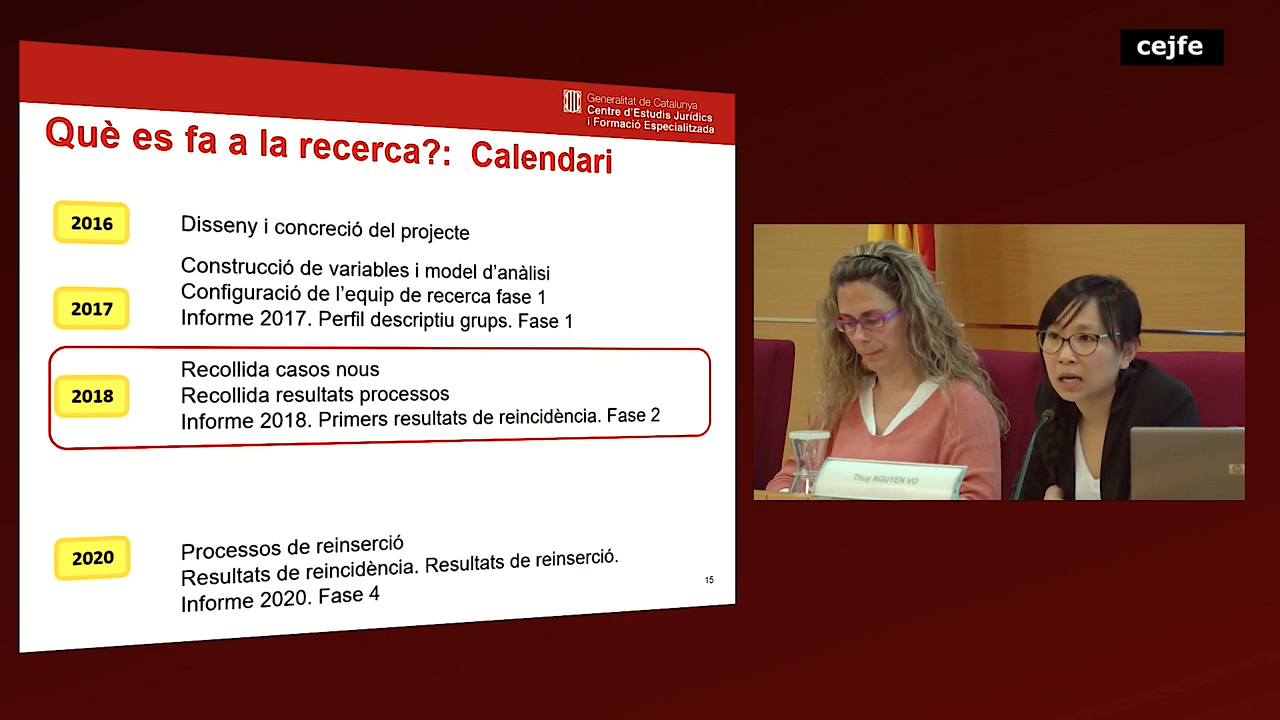 cejfe
Generalitat de Catalunya
Centre d'Estudis Jurídics
i Formació Especialitzada
Què es fa a la recerca?: Calendari
2016
Disseny i concreció del projecte
2017
Construcció de variables i model d'anàlisi
Configuració de l'equip de recerca fase 1
Informe 2017. Perfil descriptiu grups. Fase 1
2018
Recollida casos nous
Recollida resultats processos
Informe 2018. Primers resultats de reincidència. Fase 2
2020
Processos de reinserció
Resultats de reincidència. Resultats de reinserció.
Informe 2020. Fase 4
15
Thuy NGUYEN VO
hp